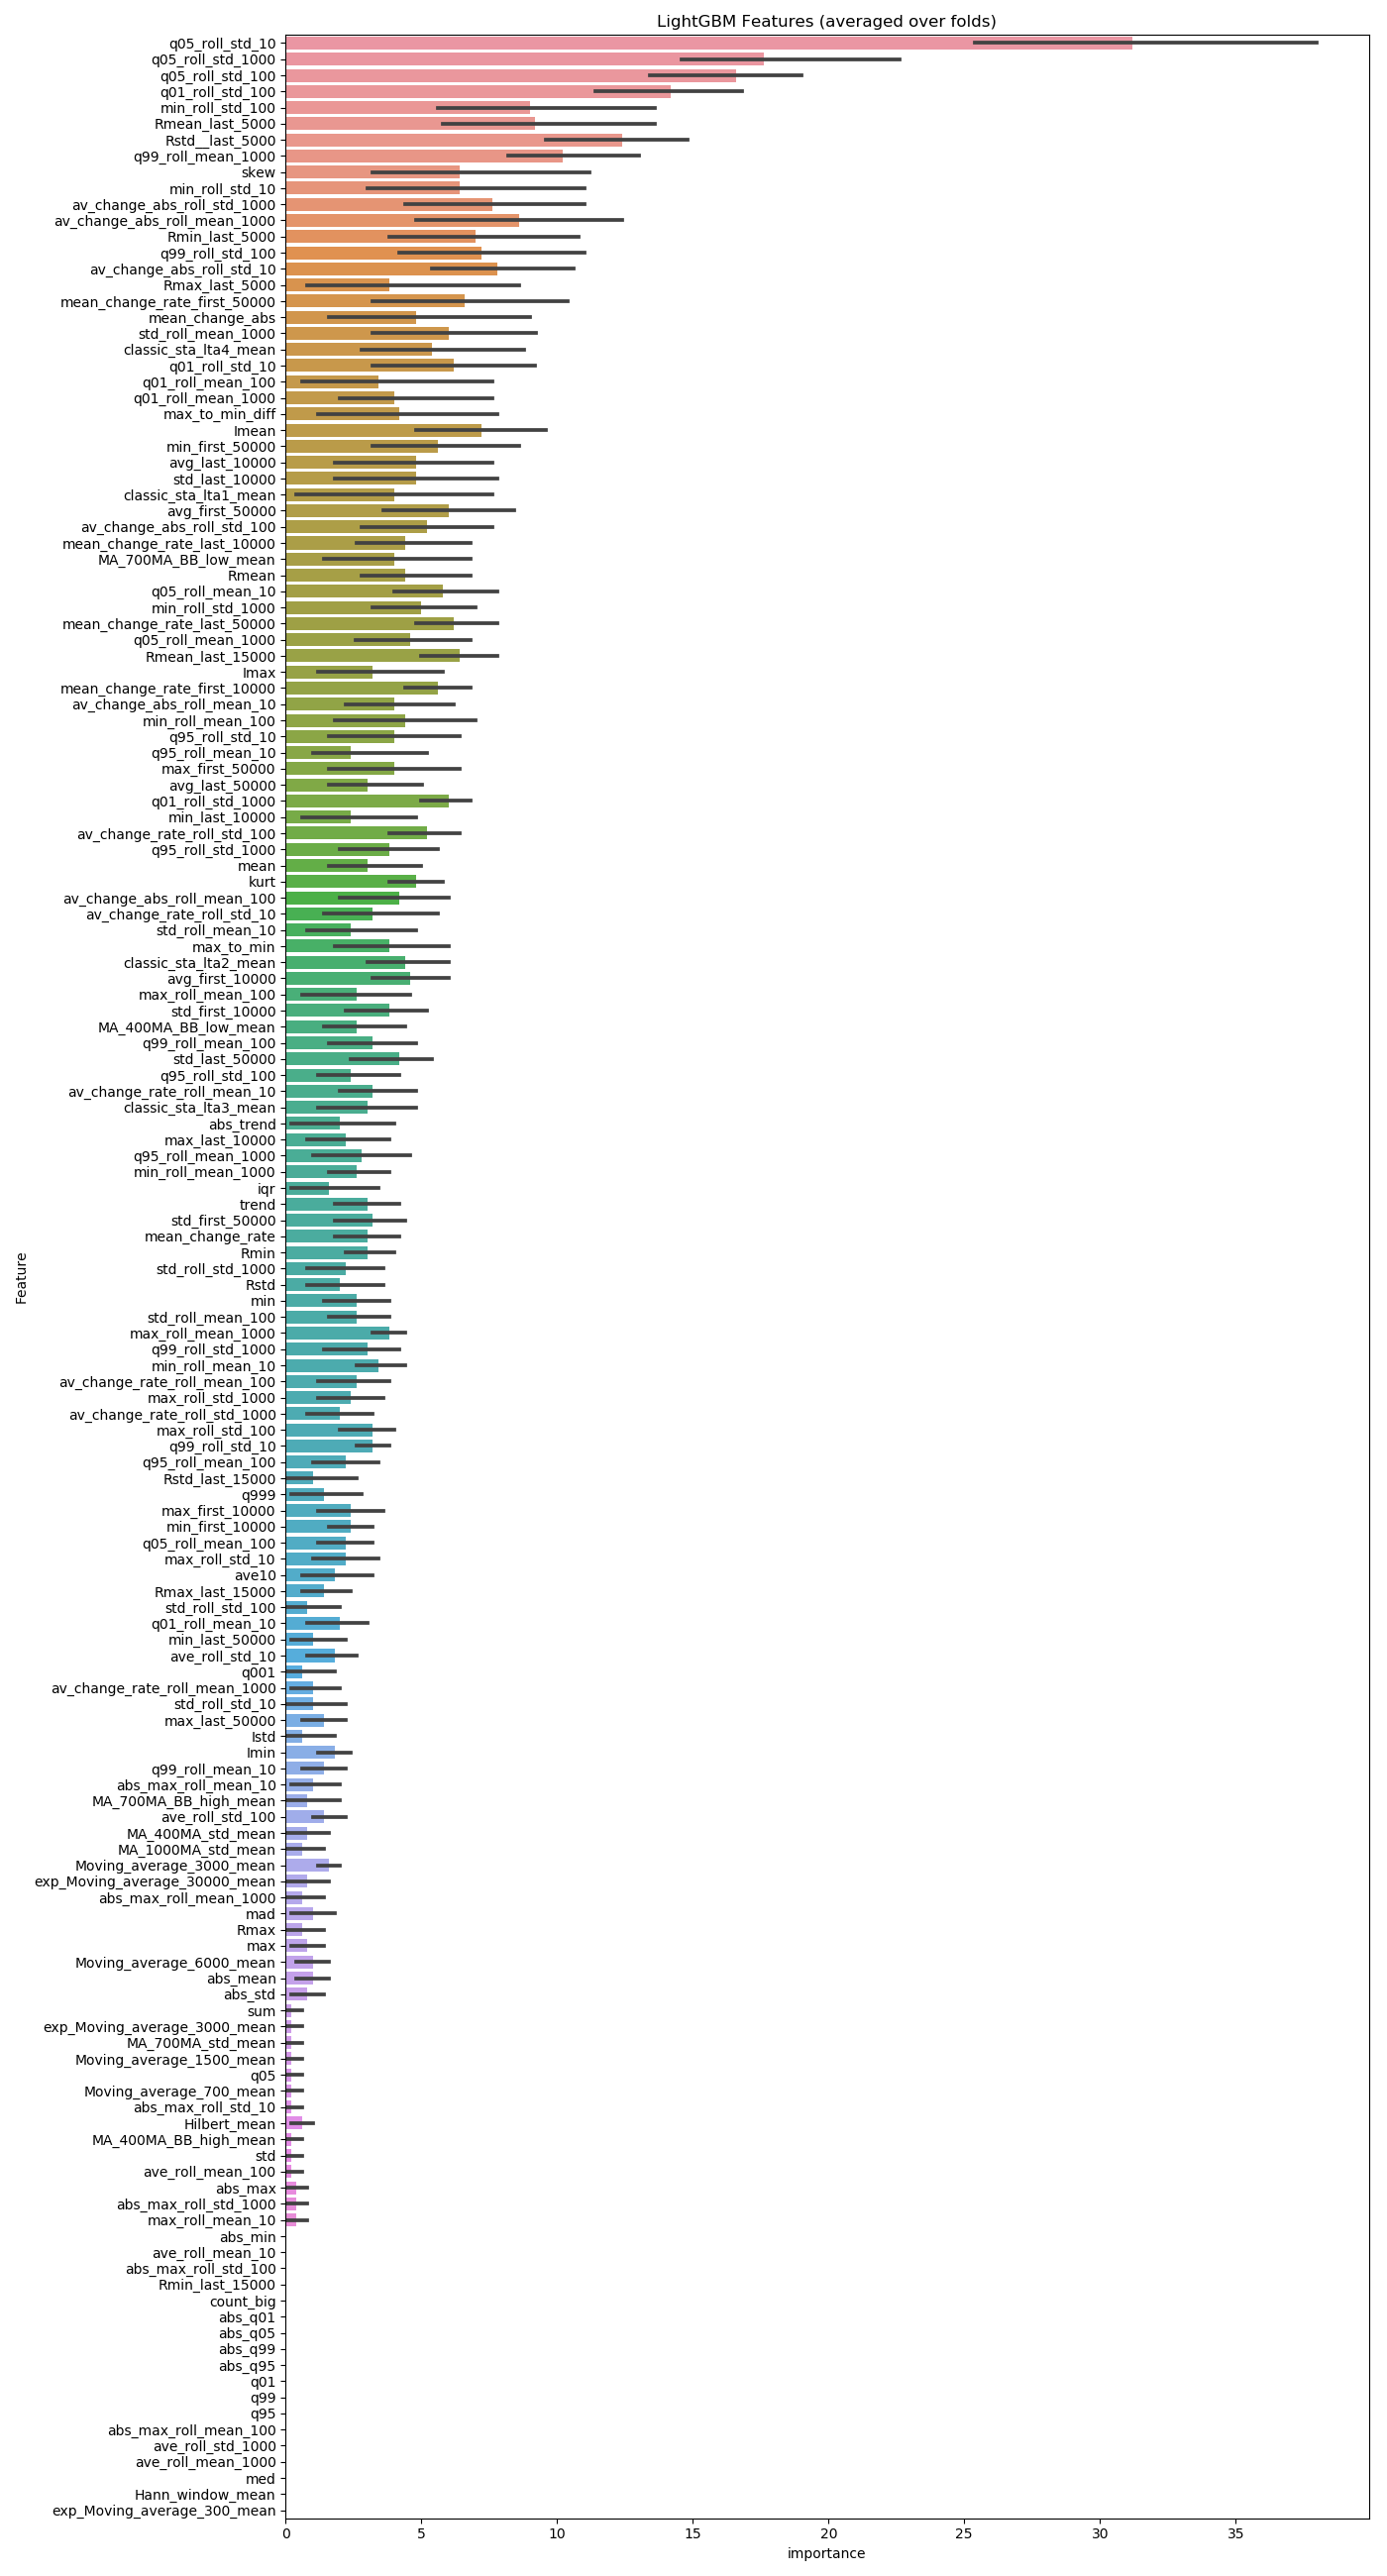 LightGBM Features (averaged over folds)
q05_roll_std_10
q05_roll_std_1000
q05_roll_std_100
q01_roll_std_100
min_roll_std_100
Rmean_last_5000
Rstd__last_5000
q99_roll_mean_1000
skew
min_roll_std_10
av_change_abs_roll_std_1000
av_change_abs_roll_mean_1000
Rmin_last_5000
q99_roll_std_100
av_change_abs_roll_std_10
Rmax_last_5000
mean_change_rate_first_50000
mean_change_abs
std_roll_mean_1000
classic_sta_lta4_mean
q01_roll_std_10
q01_roll_mean_100
q01_roll_mean_1000
max_to_min_diff
Imean
min_first_50000
avg_last_10000
std_last_10000
classic_sta_lta1_mean
avg_first_50000
av_change_abs_roll_std_100
mean_change_rate_last_10000
MA_700MA_BB_low_mean
Rmean
q05_roll_mean_10
min_roll_std_1000
mean_change_rate_last_50000
q05_roll_mean_1000
Rmean_last_15000
Imax
mean_change_rate_first_10000
av_change_abs_roll_mean_10
min_roll_mean_100
q95_roll_std_10
q95_roll_mean_10
max_first_50000
avg_last_50000
q01_roll_std_1000
min_last_10000
av_change_rate_roll_std_100
q95_roll_std_1000
mean
kurt
av_change_abs_roll_mean_100
av_change_rate_roll_std_10
std_roll_mean_10
max_to_min
classic_sta_lta2_mean
avg_first_10000
max_roll_mean_100
std_first_10000
MA_400MA_BB_low_mean
q99_roll_mean_100
std_last_50000
q95_roll_std_100
av_change_rate_roll_mean_10
classic_sta_lta3_mean
abs_trend
max_last_10000
q95_roll_mean_1000
min_roll_mean_1000
iqr
trend
std_first_50000
mean_change_rate
Rmin
std_roll_std_1000
Rstd
min
std_roll_mean_100
max_roll_mean_1000
q99_roll_std_1000
min_roll_mean_10
av_change_rate_roll_mean_100
max_roll_std_1000
av_change_rate_roll_std_1000
max_roll_std_100
q99_roll_std_10
q95_roll_mean_100
Rstd_last_15000
q999
max_first_10000
min_first_10000
q05_roll_mean_100
max_roll_std_10
ave10
Rmax_last_15000
std_roll_std_100
q01_roll_mean_10
min_last_50000
ave_roll_std_10
q001
av_change_rate_roll_mean_1000
std_roll_std_10
max_last_50000
Istd
Imin
q99_roll_mean_10
abs_max_roll_mean_10
MA_700MA_BB_high_mean
ave_roll_std_100
MA_400MA_std_mean
MA_1000MA_std_mean
Moving_average_3000_mean
exp_Moving_average_30000_mean
abs_max_roll_mean_1000
mad
Rmax
max
Moving_average_6000_mean
abs_mean
abs_std
sum
exp_Moving_average_3000_mean
MA_700MA_std_mean
Moving_average_1500_mean
q05
Moving_average_700_mean
abs_max_roll_std_10
Hilbert_mean
MA_400MA_BB_high_mean
std
ave_roll_mean_100
abs_max
abs_max_roll_std_1000
max_roll_mean_10
abs_min
ave_roll_mean_10
abs_max_roll_std_100
Rmin_last_15000
count_big
abs_q01
abs_q05
abs_q99
abs_q95
q01
q99
q95
abs_max_roll_mean_100
ave_roll_std_1000
ave_roll_mean_1000
med
Hann_window_mean
exp_Moving_average_300_mean
Feature
0 5 10 15 20 25 30 35
importance